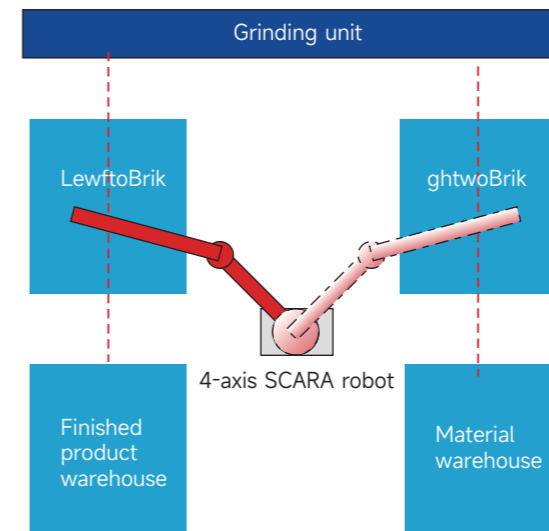 Grinding unit
LewftoBrik
ghtwoBrik
4-axis SCARA robot
Finished
product
warehouse
Material
warehouse